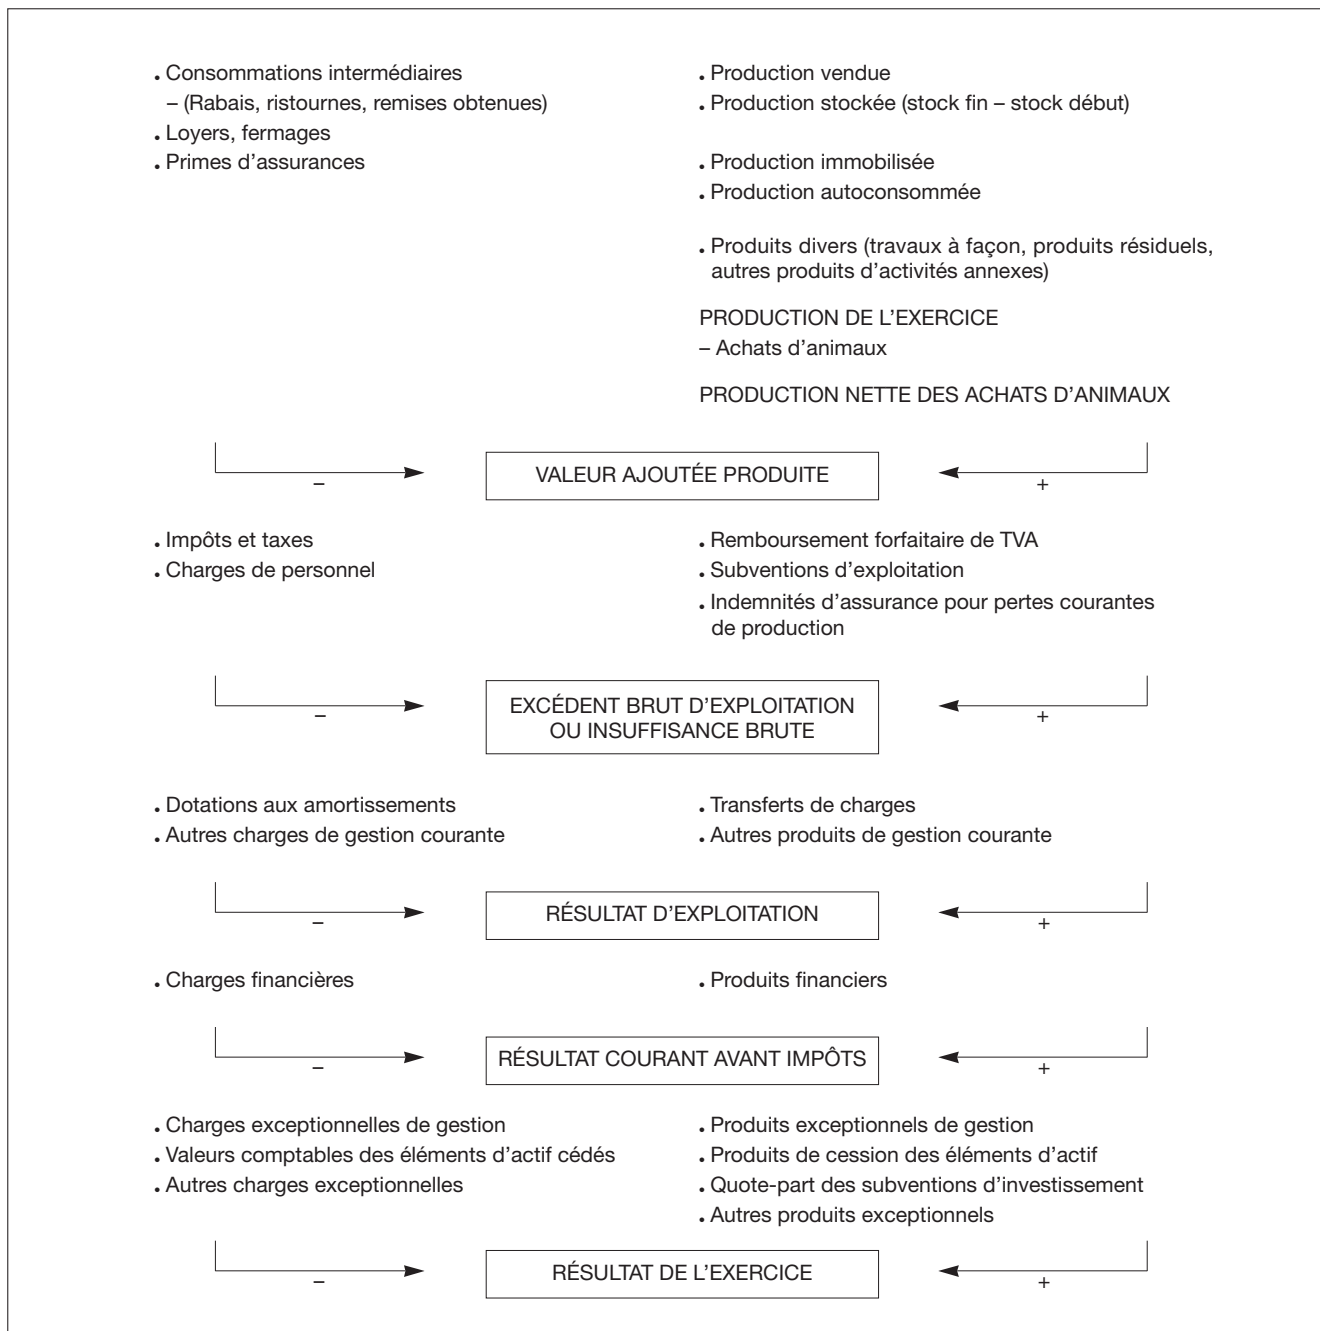 . Consommations intermédiaires
– (Rabais, ristournes, remises obtenues)
. Loyers, fermages
. Primes d'assurances
. Production vendue
. Production stockée (stock fin – stock début)
. Production immobilisée
. Production autoconsommée
. Produits divers (travaux à façon, produits résiduels,
autres produits d'activités annexes)
PRODUCTION DE L'EXERCICE
– Achats d'animaux
PRODUCTION NETTE DES ACHATS D'ANIMAUX
–
VALEUR AJOUTÉE PRODUITE
+
. Impôts et taxes
. Charges de personnel
. Remboursement forfaitaire de TVA
. Subventions d'exploitation
. Indemnités d'assurance pour pertes courantes
de production
–
EXCÉDENT BRUT D'EXPLOITATION
OU INSUFFISANCE BRUTE
+
. Dotations aux amortissements
. Autres charges de gestion courante
. Transferts de charges
. Autres produits de gestion courante
–
RÉSULTAT D'EXPLOITATION
+
. Charges financières
. Produits financiers
–
RÉSULTAT COURANT AVANT IMPÔTS
+
. Charges exceptionnelles de gestion
. Valeurs comptables des éléments d'actif cédés
. Autres charges exceptionnelles
. Produits exceptionnels de gestion
. Produits de cession des éléments d'actif
. Quote-part des subventions d'investissement
. Autres produits exceptionnels
–
RÉSULTAT DE L'EXERCICE
+